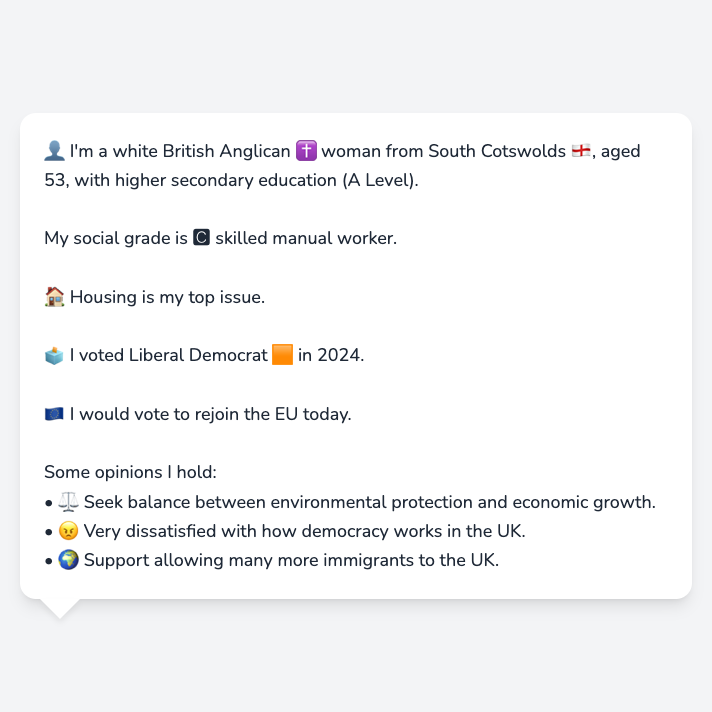 👤 I'm a white British Anglican ✝️ woman from South Cotswolds 🏴󠁧󠁢󠁥󠁮󠁧󠁿, aged
53, with higher secondary education (A Level).
My social grade is 🅲 skilled manual worker.
🏠 Housing is my top issue.
🗳️ I voted Liberal Democrat 🟧 in 2024.
🇪🇺 I would vote to rejoin the EU today.
Some opinions I hold:
• ⚖️ Seek balance between environmental protection and economic growth.
• 😠 Very dissatisfied with how democracy works in the UK.
• 🌍 Support allowing many more immigrants to the UK.